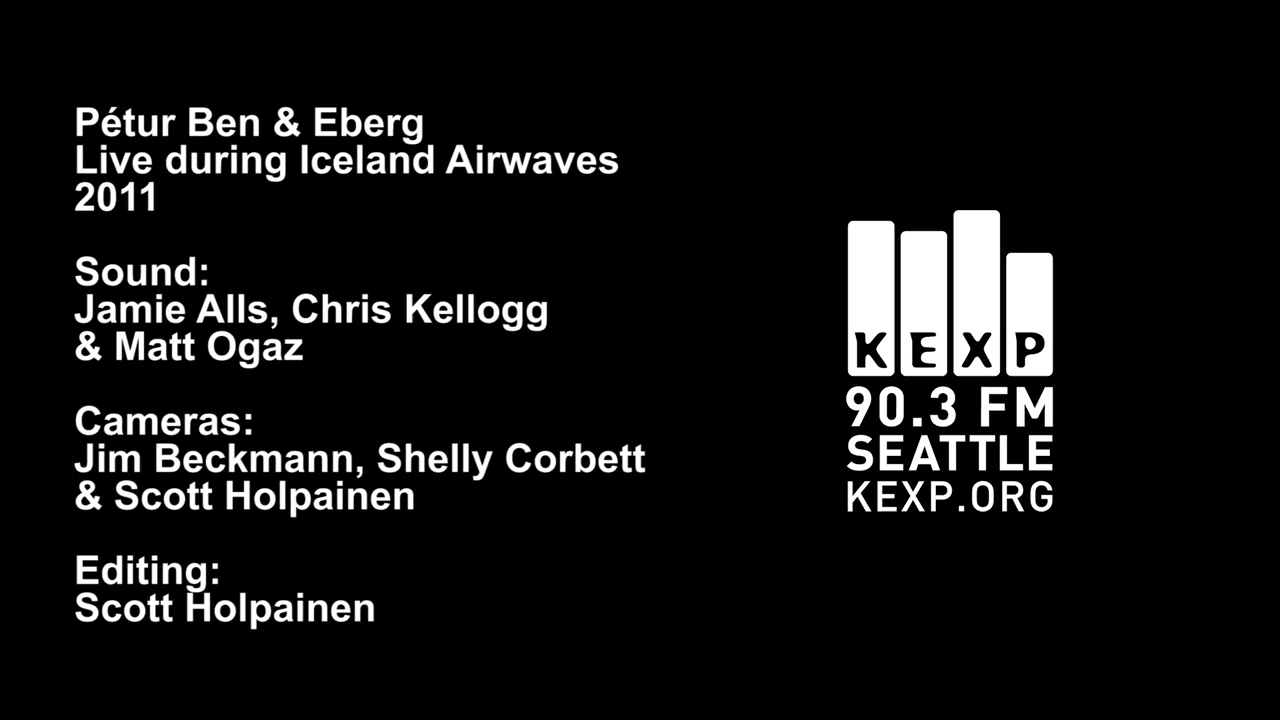 Pétur Ben & Eberg
Live during Iceland Airwaves
2011
Sound:
Jamie Alls, Chris Kellogg
& Matt Ogaz
Cameras:
Jim Beckmann, Shelly Corbett
& Scott Holpainen
Editing:
Scott Holpainen
KEXP
90.3 FM
SEATTLE
KEXP.ORG